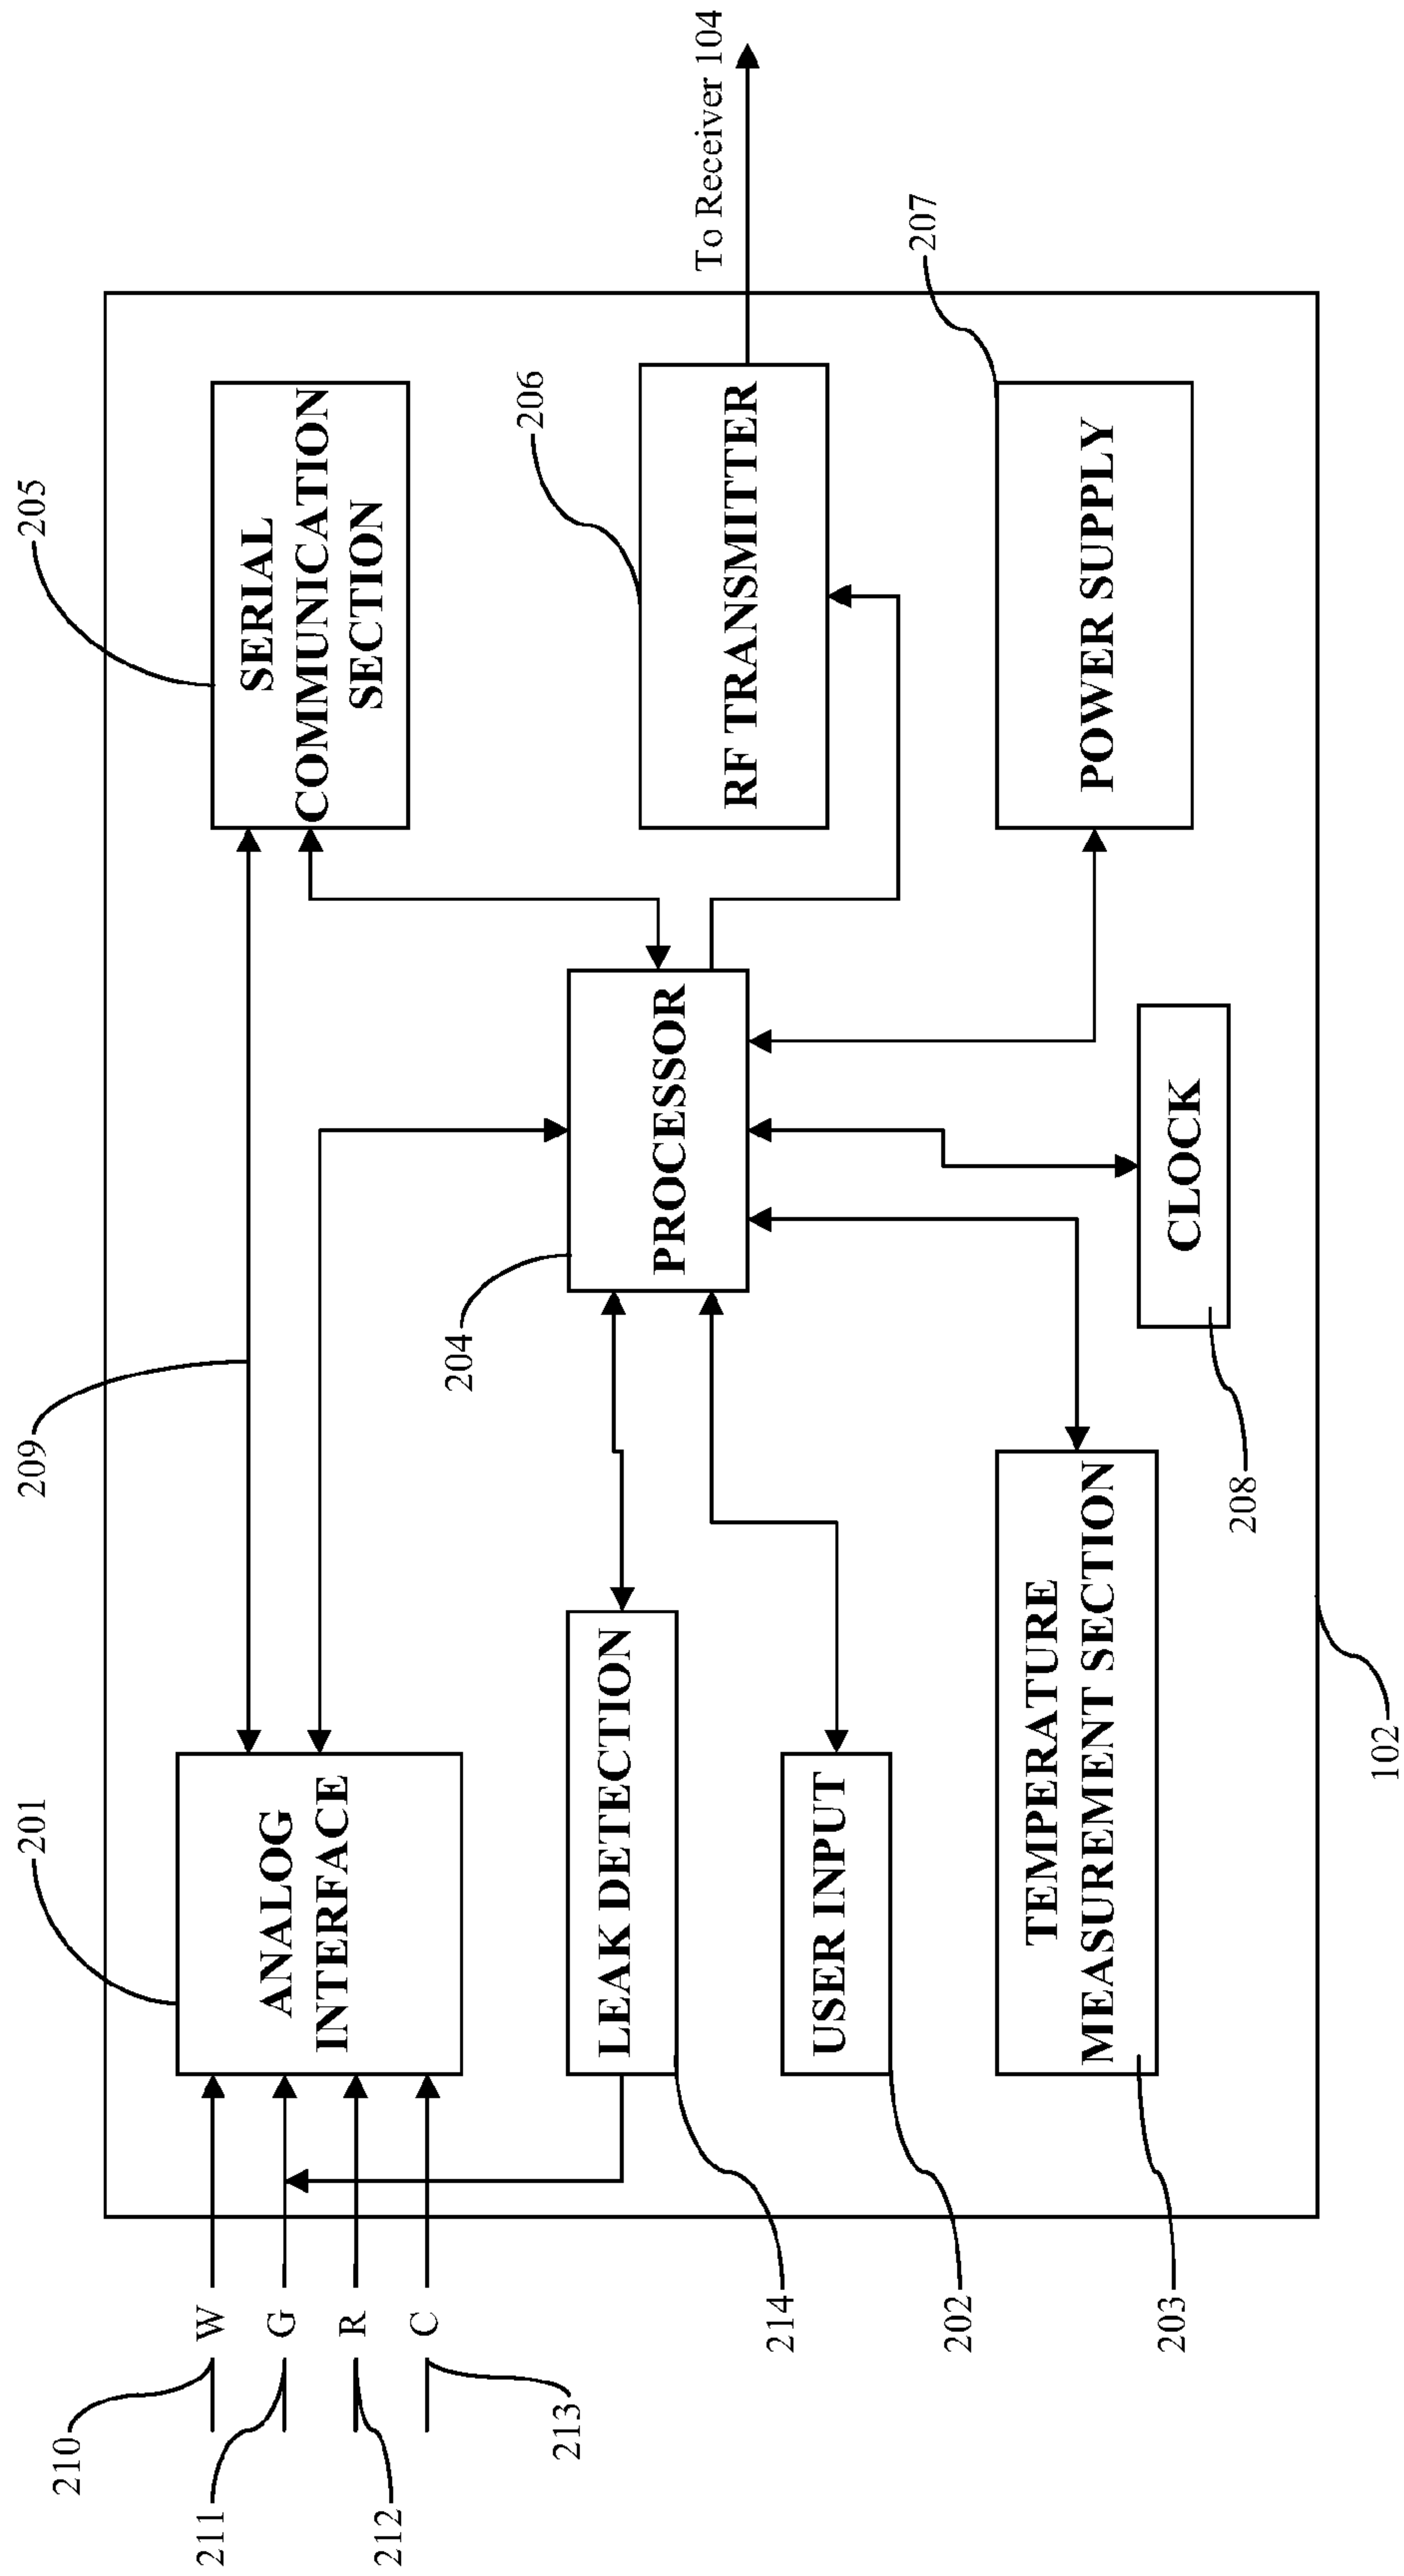 210
W
211
G
212
R
213
C
201
ANALOG
INTERFACE
209
205
SERIAL
COMMUNICATION
SECTION
214
LEAK DETECTION
204
PROCESSOR
206
RF TRANSMITTER
To Receiver 104
202
USER INPUT
203
TEMPERATURE
MEASUREMENT SECTION
208
CLOCK
207
POWER SUPPLY
102